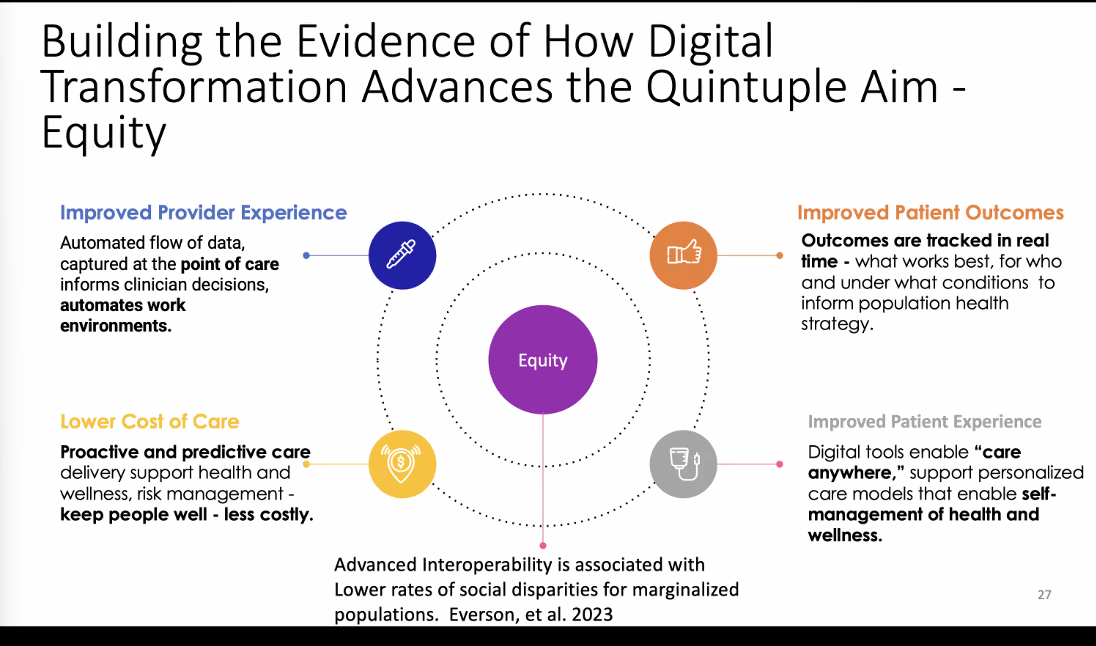 Building the Evidence of How Digital
Transformation Advances the Quintuple Aim -
Equity
Improved Provider Experience
Automated flow of data,
captured at the point of care
informs clinician decisions,
automates work
environments.
Improved Patient Outcomes
Outcomes are tracked in real
time - what works best, for who
and under what conditions to
inform population health
strategy.
Equity
Lower Cost of Care
Proactive and predictive care
delivery support health and
wellness, risk management -
keep people well - less costly.
$
Improved Patient Experience
Digital tools enable “care
anywhere,” support personalized
care models that enable self-
management of health and
wellness.
Advanced Interoperability is associated with
Lower rates of social disparities for marginalized
populations. Everson, et al. 2023
27